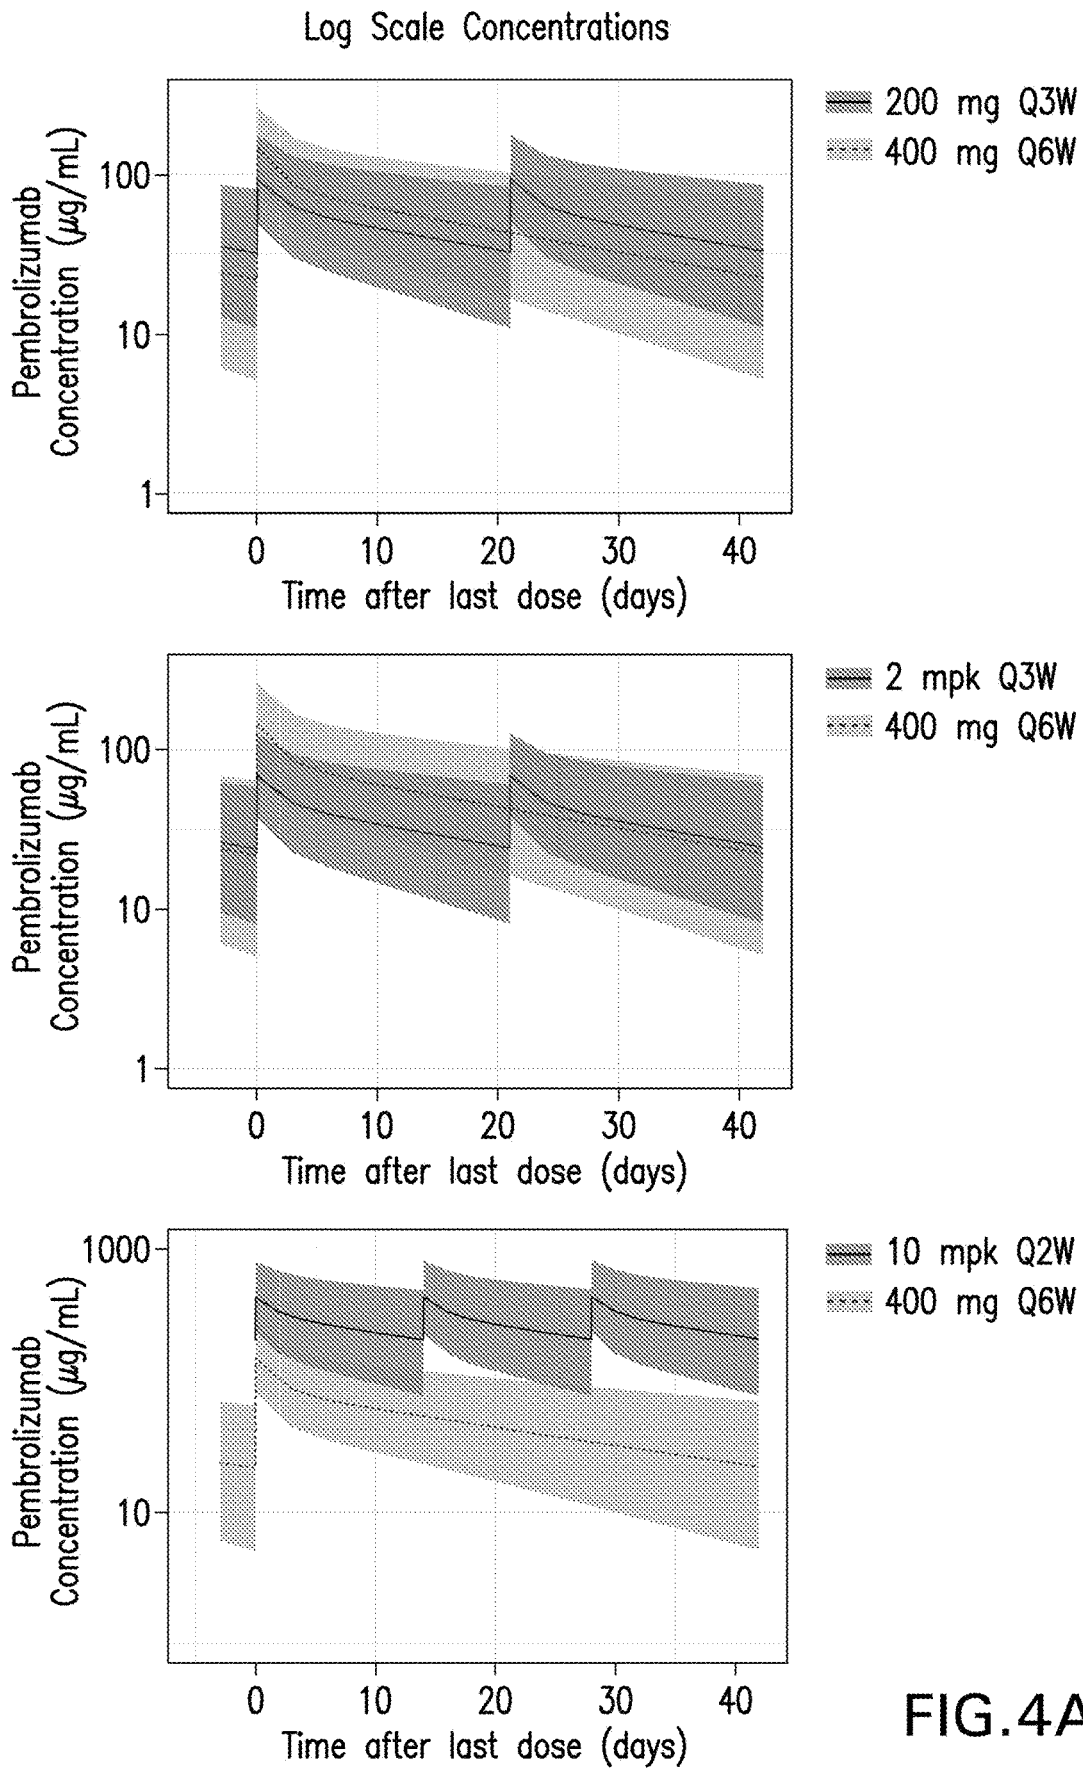 Log Scale Concentrations
Pembrolizumab
Concentration (µg/mL)
100
10
1
0 10 20 30 40
Time after last dose (days)
200 mg Q3W
400 mg Q6W
Pembrolizumab
Concentration (µg/mL)
100
10
1
0 10 20 30 40
Time after last dose (days)
2 mpk Q3W
400 mg Q6W
Pembrolizumab
Concentration (µg/mL)
1000
10
0 10 20 30 40
Time after last dose (days)
10 mpk Q2W
400 mg Q6W
FIG.4A